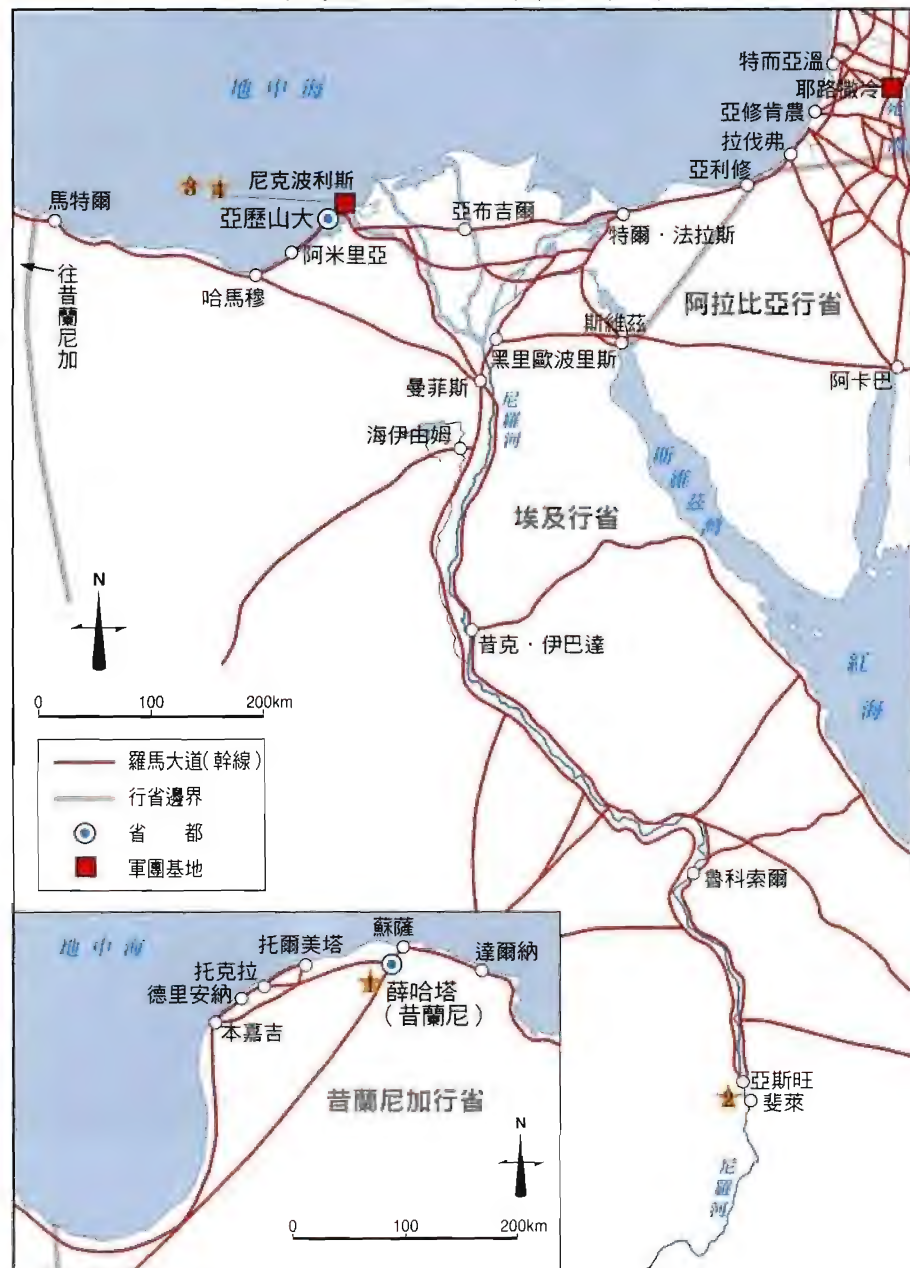 地中海
特而亞溫
耶路撒冷
亞修肯農
拉伐弗
亞利修
3 4
尼克波利斯
馬特爾
亞歷山大
亞布吉爾
特爾·法拉斯
阿米里亞
往昔蘭尼加
哈馬穆
阿拉比亞行省
斯維茲
黑里歐波里斯
阿卡巴
曼菲斯
尼羅河
海伊由姆
斯維茲灣
埃及行省
N
昔克·伊巴達
紅海
0 100 200km
羅馬大道(幹線)
行省邊界
省 都
軍團基地
魯科索爾
亞斯旺
2
斐萊
尼羅河
地中海
蘇薩
托爾美塔
達爾納
托克拉
1
德里安納
薛哈塔
(昔蘭尼)
本嘉吉
昔蘭尼加行省
N
0 100 200km